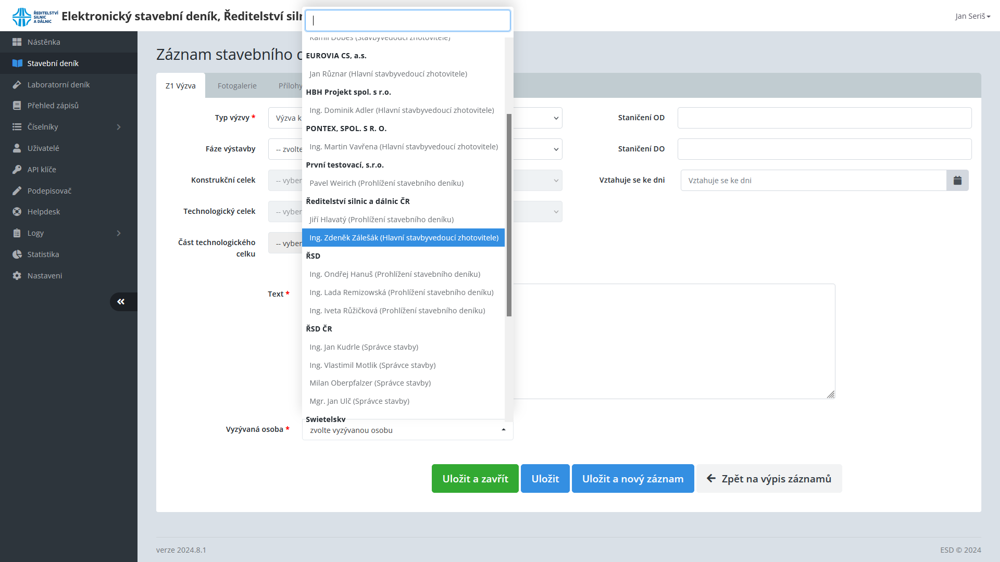 ŘEDITELSTVÍ
SILNIC
A DÁLNIC
Elektronický stavební deník, Ředitelství siln
Jan Seriš
Nástěnka
Stavební deník
Laboratorní deník
Přehled zápisů
Číselníky
Uživatelé
API klíče
Podepisovač
Helpdesk
Logy
Statistika
Nastaveni
Záznam stavebního d
Z1 Výzva
Fotogalerie
Přílohy
Typ výzvy *
Výzva k
Fáze výstavby
-- zvolte
Konstrukční celek
-- vyber
Technologický celek
-- vyber
Část technologického
celku
-- vyber
Staničení OD
Staničení DO
Vztahuje se ke dni
Vztahuje se ke dni
Text *
Kamil Dobeš (Stavbyvedoucí zhotovitele)
EUROVIA CS, a.s.
Jan Různar (Hlavní stavbyvedoucí zhotovitele)
HBH Projekt spol. s r.o.
Ing. Dominik Adler (Hlavní stavbyvedoucí zhotovitele)
PONTEX, SPOL. S R. O.
Ing. Martin Vavřena (Hlavní stavbyvedoucí zhotovitele)
První testovací, s.r.o.
Pavel Weirich (Prohlížení stavebního deníku)
Ředitelství silnic a dálnic ČR
Jiří Hlavatý (Prohlížení stavebního deníku)
Ing. Zdeněk Zálešák (Hlavní stavbyvedoucí zhotovitele)
ŘSD
Ing. Ondřej Hanuš (Prohlížení stavebního deníku)
Ing. Lada Remizowská (Prohlížení stavebního deníku)
Ing. Iveta Růžičková (Prohlížení stavebního deníku)
ŘSD ČR
Ing. Jan Kudrle (Správce stavby)
Ing. Vlastimil Motlik (Správce stavby)
Milan Oberpfalzer (Správce stavby)
Mgr. Jan Ulč (Správce stavby)
Swietelsky
Vyzývaná osoba *
zvolte vyzývanou osobu
Uložit a zavřít
Uložit
Uložit a nový záznam
Zpět na výpis záznamů
verze 2024.8.1
ESD © 2024